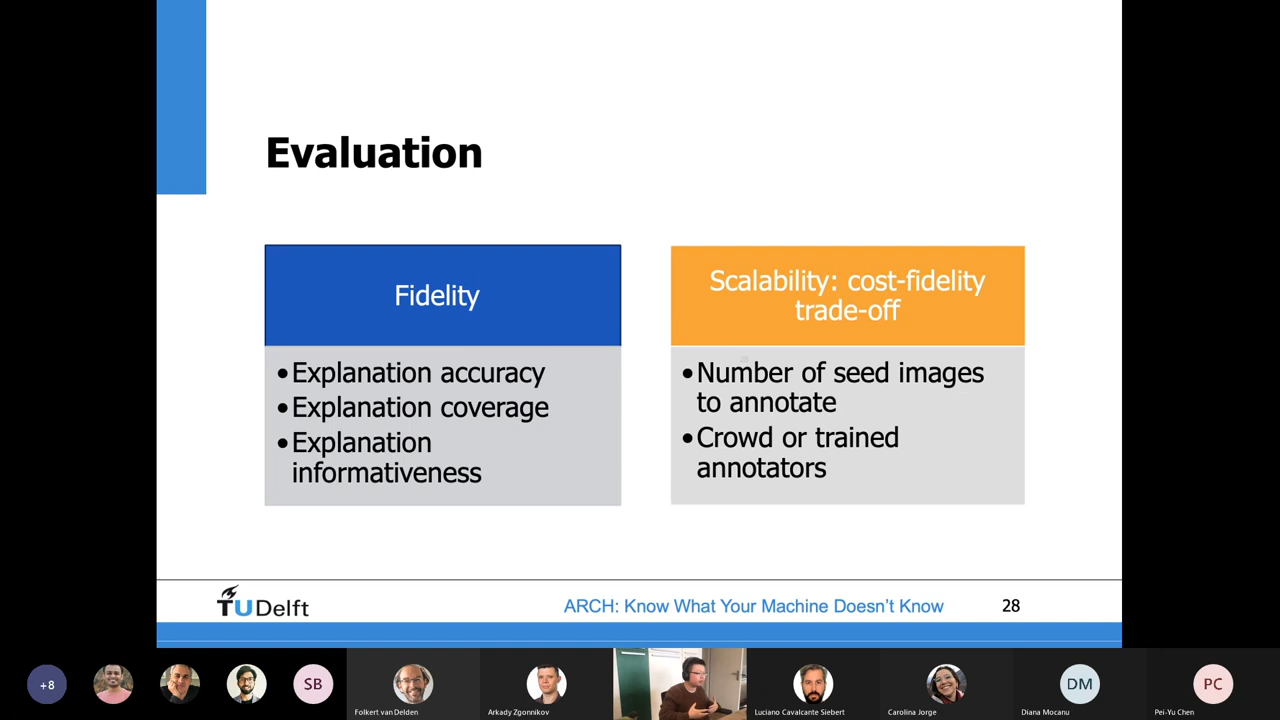 Evaluation
Fidelity
•Explanation accuracy
•Explanation coverage
•Explanation
informativeness
Scalability: cost-fidelity
trade-off
•Number of seed images
to annotate
•Crowd or trained
annotators
TUDelft
ARCH: Know What Your Machine Doesn't Know
28
+8
SB
Folkert van Delden
Arkady Zgonnikov
Luciano Cavalcante Siebert
Carolina Jorge
DM
Diana Mocanu
PC
Pei-Yu Chen